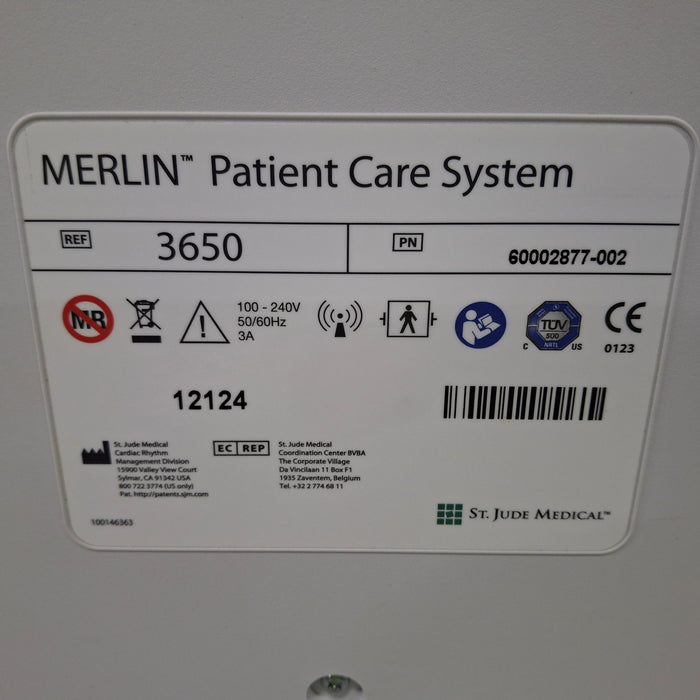 MERLIN™ Patient Care System
REF 3650
PN 60002877-002
MR
100 - 240V
50/60Hz
3A
TÜV
SÜD
C NRTL US
CE
0123
12124
St. Jude Medical
Cardiac Rhythm
Management Division
15900 Valley View Court
Sylmar, CA 91342 USA
800 722 3774 (US only)
Pat. http://patents.sjm.com
EC REP
St. Jude Medical
Coordination Center BVBA
The Corporate Village
Da Vincilaan 11 Box F1
1935 Zaventem, Belgium
Tel. +32 2 774 68 11
100146363
ST. JUDE MEDICAL™